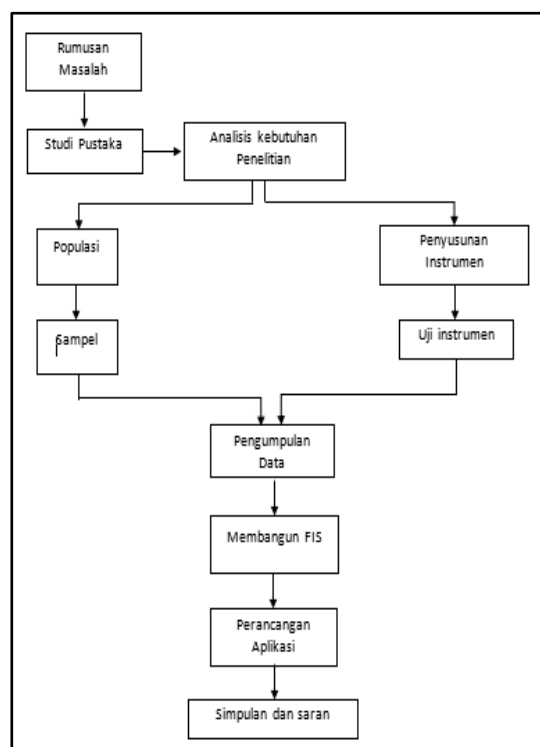 Rumusan
Masalah
Studi Pustaka
Analisis kebutuhan
Penelitian
Populasi
Penyusunan
Instrumen
Sampel
Uji instrumen
Pengumpulan
Data
Membangun FIS
Perancangan
Aplikasi
Simpulan dan saran